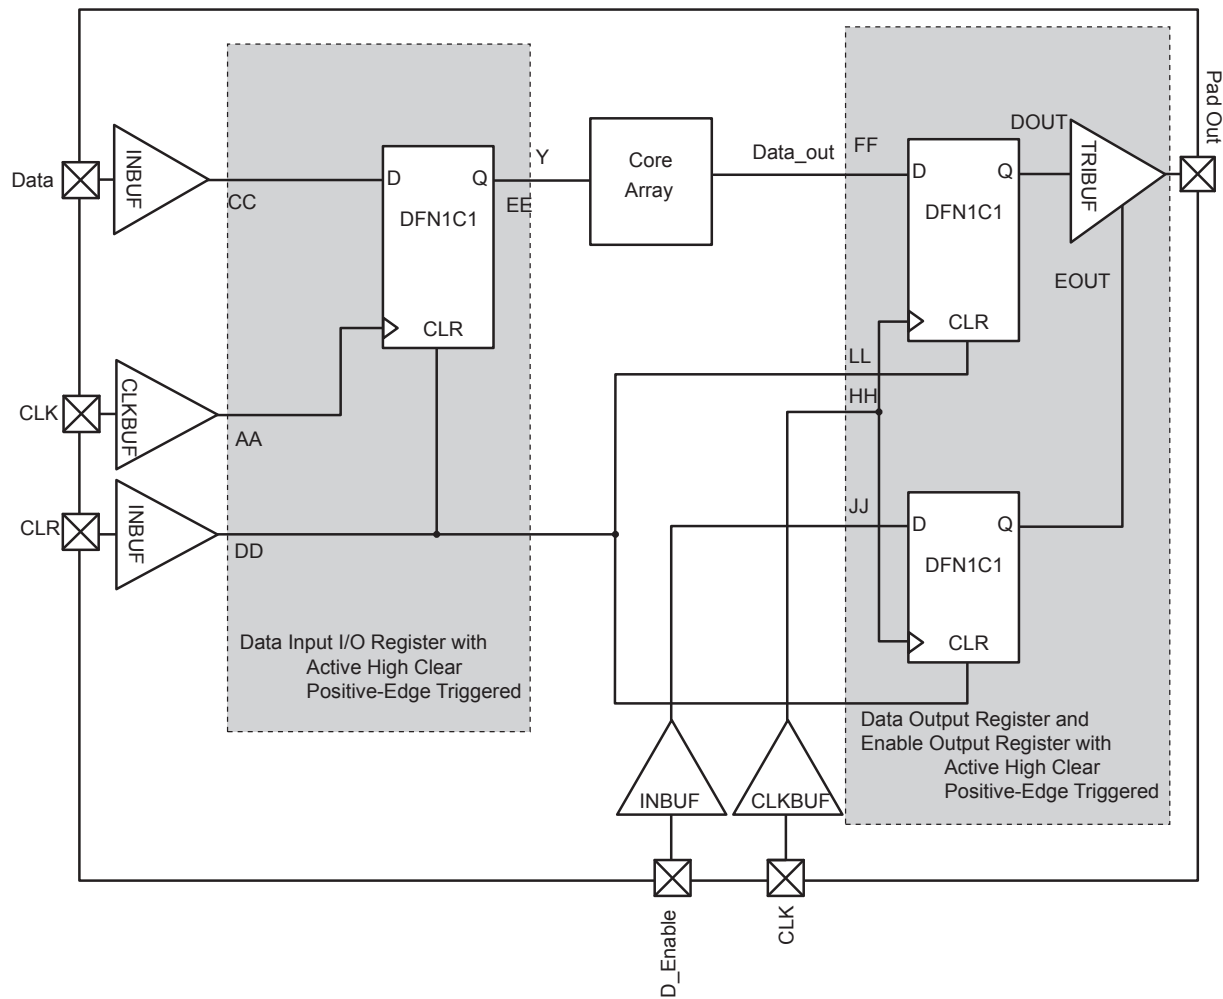 Data
INBUF
CC
D
Q
DFN1C1
CLR
Y
EE
Core
Array
Data_out
FF
D
Q
DFN1C1
CLR
DOUT
TRIBUF
Pad Out
EOUT
CLK
CLKBUF
AA
LL
HH
CLR
INBUF
DD
JJ
D
Q
DFN1C1
CLR
Data Input I/O Register with
Active High Clear
Positive-Edge Triggered
Data Output Register and
Enable Output Register with
Active High Clear
Positive-Edge Triggered
INBUF
CLKBUF
D_Enable
CLK